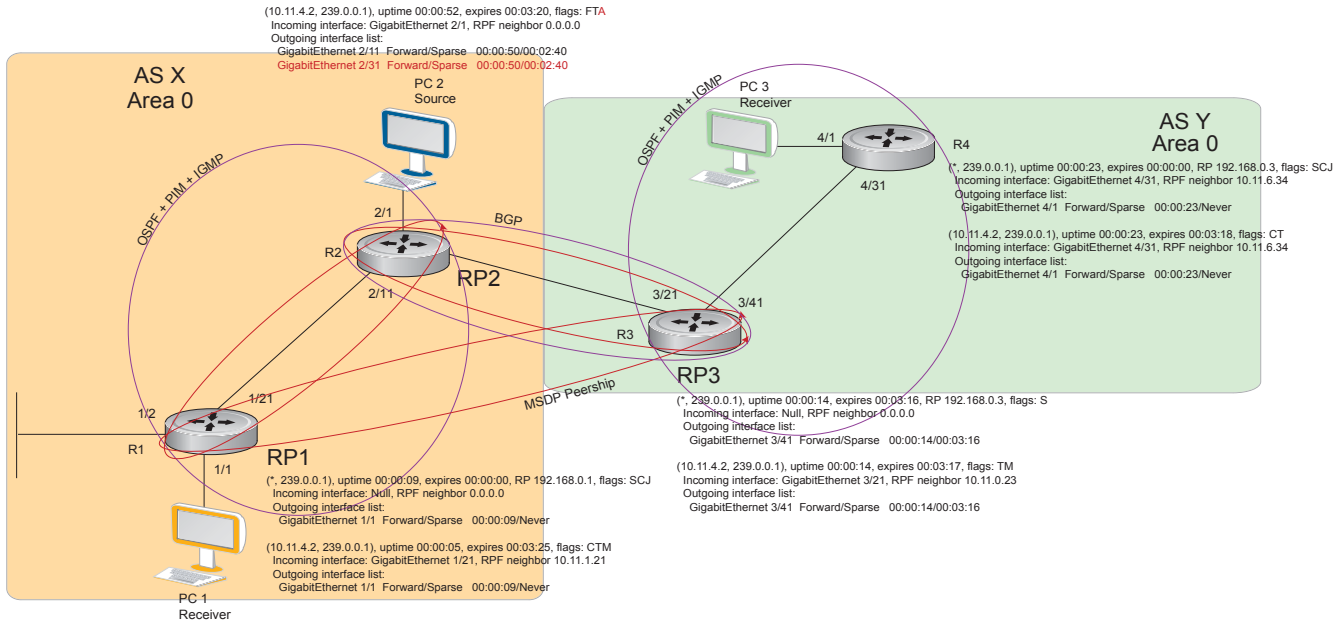 (10.11.4.2, 239.0.0.1), uptime 00:00:52, expires 00:03:20, flags: FTA
Incoming interface: GigabitEthernet 2/1, RPF neighbor 0.0.0.0
Outgoing interface list:
GigabitEthernet 2/11 Forward/Sparse 00:00:50/00:02:40
GigabitEthernet 2/31 Forward/Sparse 00:00:50/00:02:40
AS X
Area 0
PC 2
Source
OSPF + PIM + IGMP
2/1
R2
RP2
2/11
BGP
OSPF + PIM + IGMP
PC 3
Receiver
4/1
R4
4/31
AS Y
Area 0
(*, 239.0.0.1), uptime 00:00:23, expires 00:00:00, RP 192.168.0.3, flags: SCJ
Incoming interface: GigabitEthernet 4/31, RPF neighbor 10.11.6.34
Outgoing interface list:
GigabitEthernet 4/1 Forward/Sparse 00:00:23/Never
(10.11.4.2, 239.0.0.1), uptime 00:00:23, expires 00:03:18, flags: CT
Incoming interface: GigabitEthernet 4/31, RPF neighbor 10.11.6.34
Outgoing interface list:
GigabitEthernet 4/1 Forward/Sparse 00:00:23/Never
3/21
3/41
R3
RP3
MSDP Peership
(*, 239.0.0.1), uptime 00:00:14, expires 00:03:16, RP 192.168.0.3, flags: S
Incoming interface: Null, RPF neighbor 0.0.0.0
Outgoing interface list:
GigabitEthernet 3/41 Forward/Sparse 00:00:14/00:03:16
(10.11.4.2, 239.0.0.1), uptime 00:00:14, expires 00:03:17, flags: TM
Incoming interface: GigabitEthernet 3/21, RPF neighbor 10.11.0.23
Outgoing interface list:
GigabitEthernet 3/41 Forward/Sparse 00:00:14/00:03:16
1/2
1/21
R1
RP1
1/1
(*, 239.0.0.1), uptime 00:00:09, expires 00:00:00, RP 192.168.0.1, flags: SCJ
Incoming interface: Null, RPF neighbor 0.0.0.0
Outgoing interface list:
GigabitEthernet 1/1 Forward/Sparse 00:00:09/Never
(10.11.4.2, 239.0.0.1), uptime 00:00:05, expires 00:03:25, flags: CTM
Incoming interface: GigabitEthernet 1/21, RPF neighbor 10.11.1.21
Outgoing interface list:
GigabitEthernet 1/1 Forward/Sparse 00:00:09/Never
PC 1
Receiver